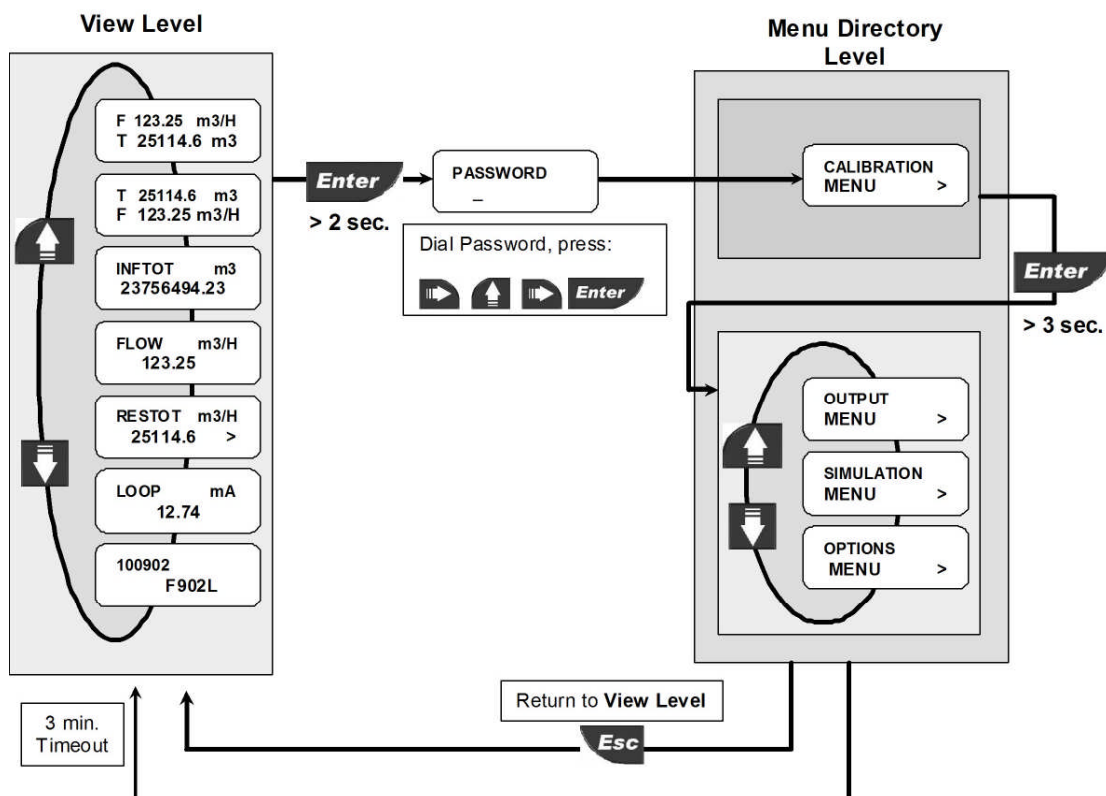 View Level
F 123.25 m3/H
T 25114.6 m3
T 25114.6 m3
F 123.25 m3/H
INFTOT m3
23756494.23
FLOW m3/H
123.25
RESTOT m3/H
25114.6 >
LOOP mA
12.74
100902
F902L
Enter
> 2 sec.
PASSWORD
_
Dial Password, press:
Enter
Menu Directory
Level
CALIBRATION
MENU >
Enter
> 3 sec.
OUTPUT
MENU >
SIMULATION
MENU >
OPTIONS
MENU >
Return to View Level
Esc
3 min.
Timeout